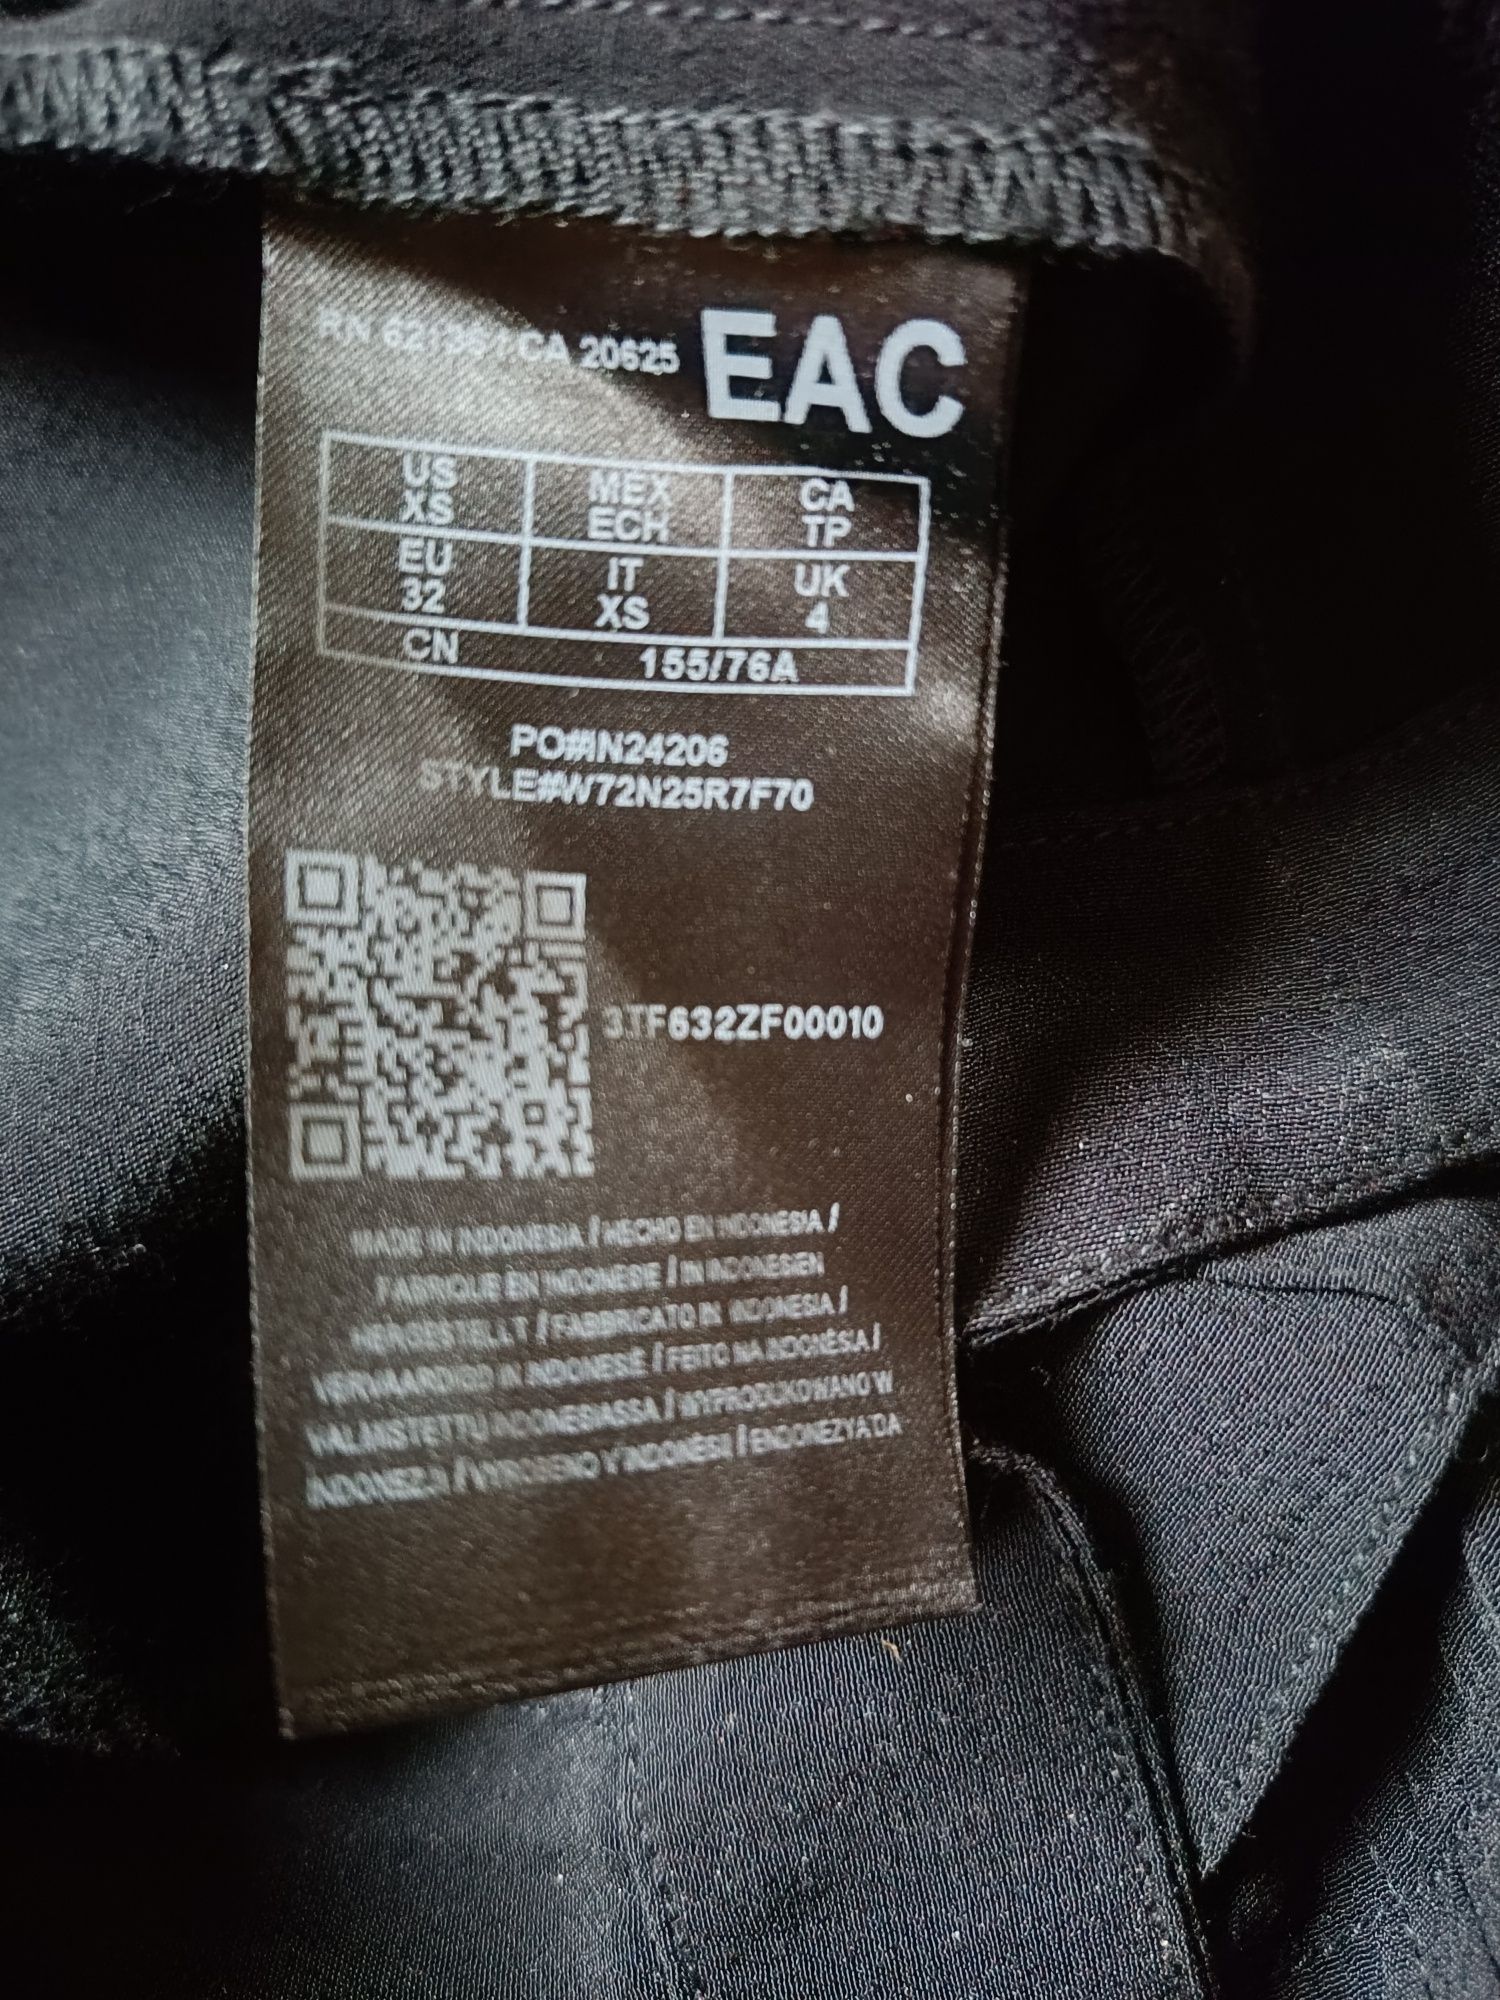 RN 62136 / CA 20625
EAC
US MEX CA
XS ECH TP
EU IT UK
32 XS 4
CN 155/76A
PO#IN24206
STYLE#W72N25R7F70
3TF632ZF00010
MADE IN INDONESIA / HECHO EN INDONESIA /
FABRIQUE EN INDONESIE / IN INDONESIEN
HERGESTELLT / FABBRICATO IN INDONESIA /
VERVAARDIGD IN INDONESIË / FEITO NA INDONÉSIA /
VALMISTETTU INDONESIASSA / WYPRODUKOWANO W
INDONEZJI / VYROBENO V INDONÉSII / ENDONEZYA DA